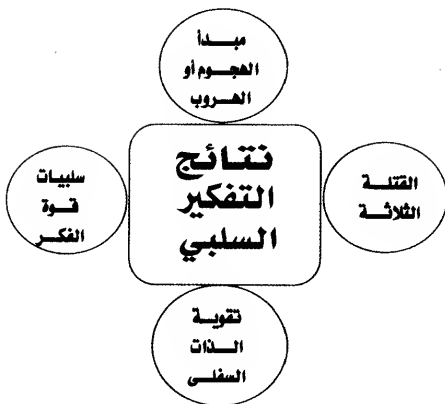 مبدأ
الهجوم أو
الهروب
نتائج
التفكير
السلبي
القتلة
الثلاثة
سلبيات
قوة
الفكر
تقوية
الذات
السفلى